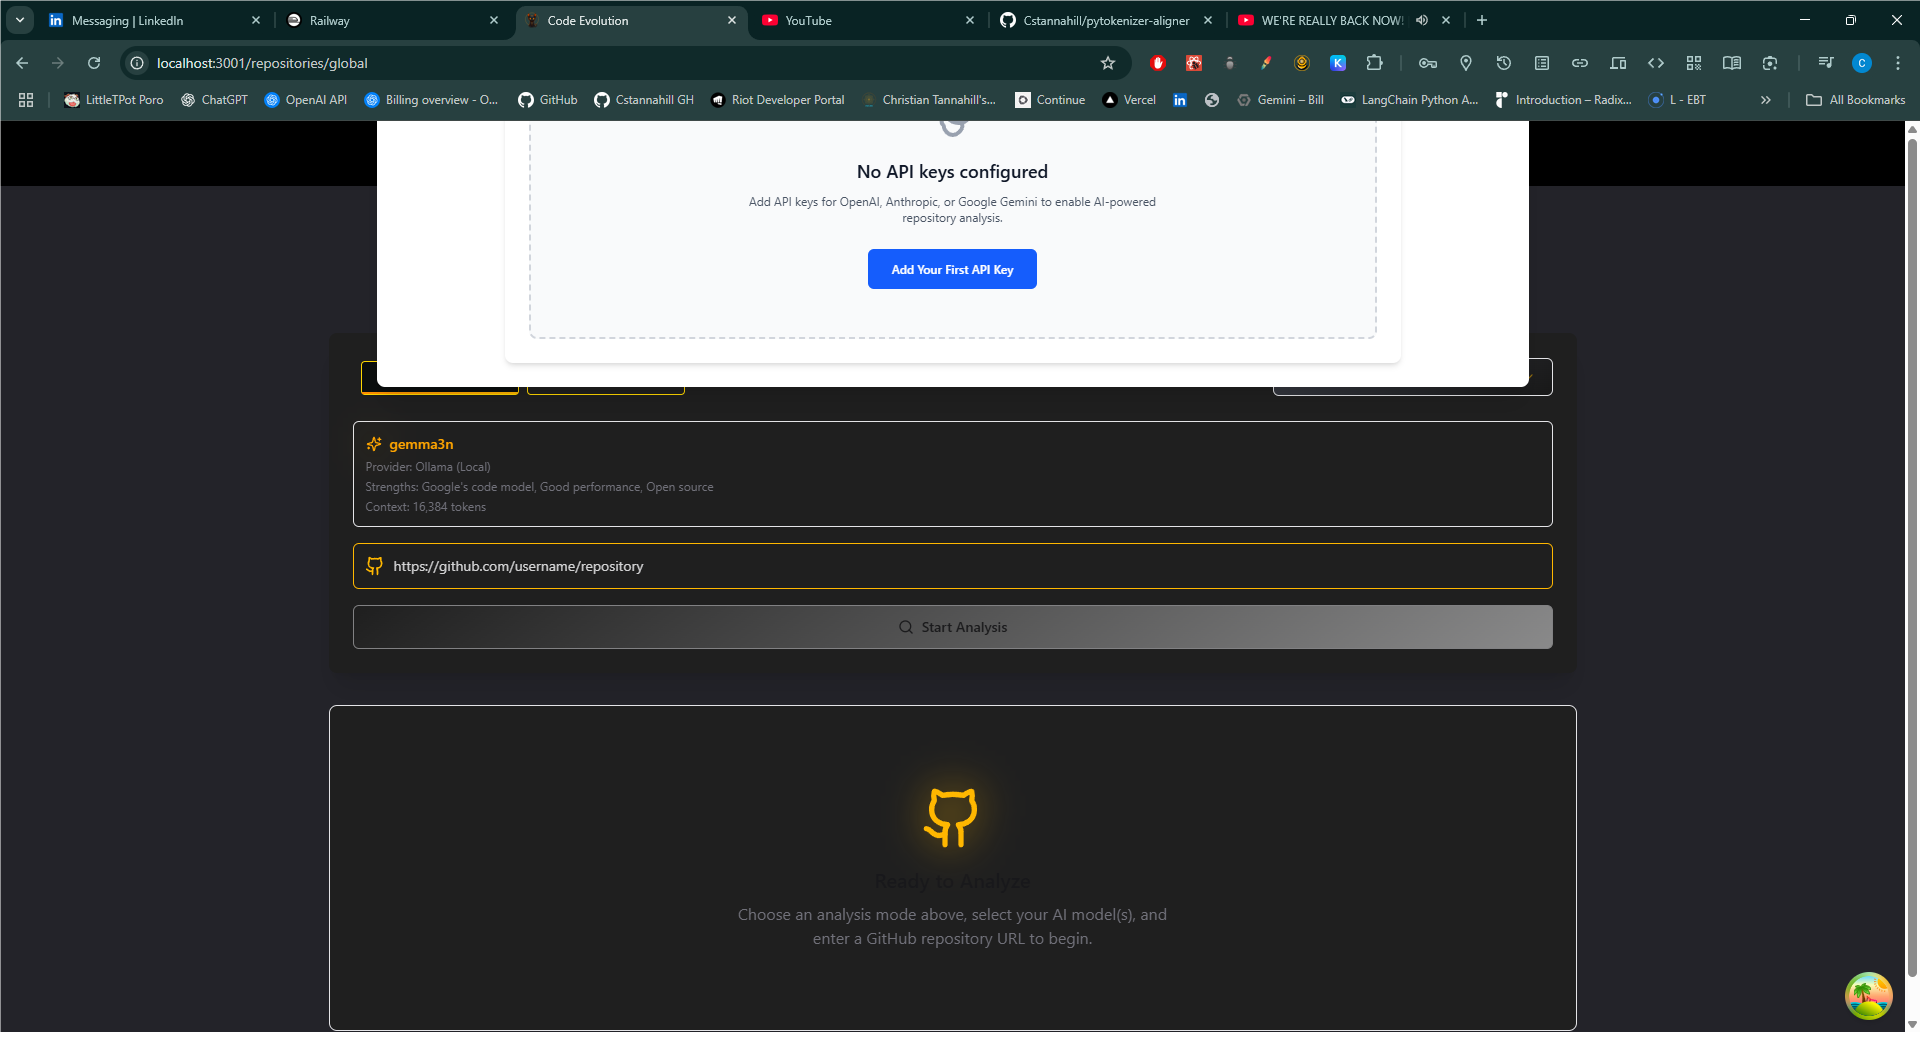 Messaging | LinkedIn
Railway
Code Evolution
YouTube
Cstannahill/pytokenizer-aligner
WE'RE REALLY BACK NOW!
localhost:3001/repositories/global
K
C
LittleTPot Poro
ChatGPT
OpenAI API
Billing overview - O...
GitHub
Cstannahill GH
Riot Developer Portal
Christian Tannahill's...
Continue
Vercel
Gemini – Bill
LangChain Python A...
Introduction – Radix...
L - EBT
All Bookmarks
No API keys configured
Add API keys for OpenAI, Anthropic, or Google Gemini to enable AI-powered
repository analysis.
Add Your First API Key
gemma3n
Provider: Ollama (Local)
Strengths: Google's code model, Good performance, Open source
Context: 16,384 tokens
https://github.com/username/repository
Start Analysis
Ready to Analyze
Choose an analysis mode above, select your AI model(s), and
enter a GitHub repository URL to begin.